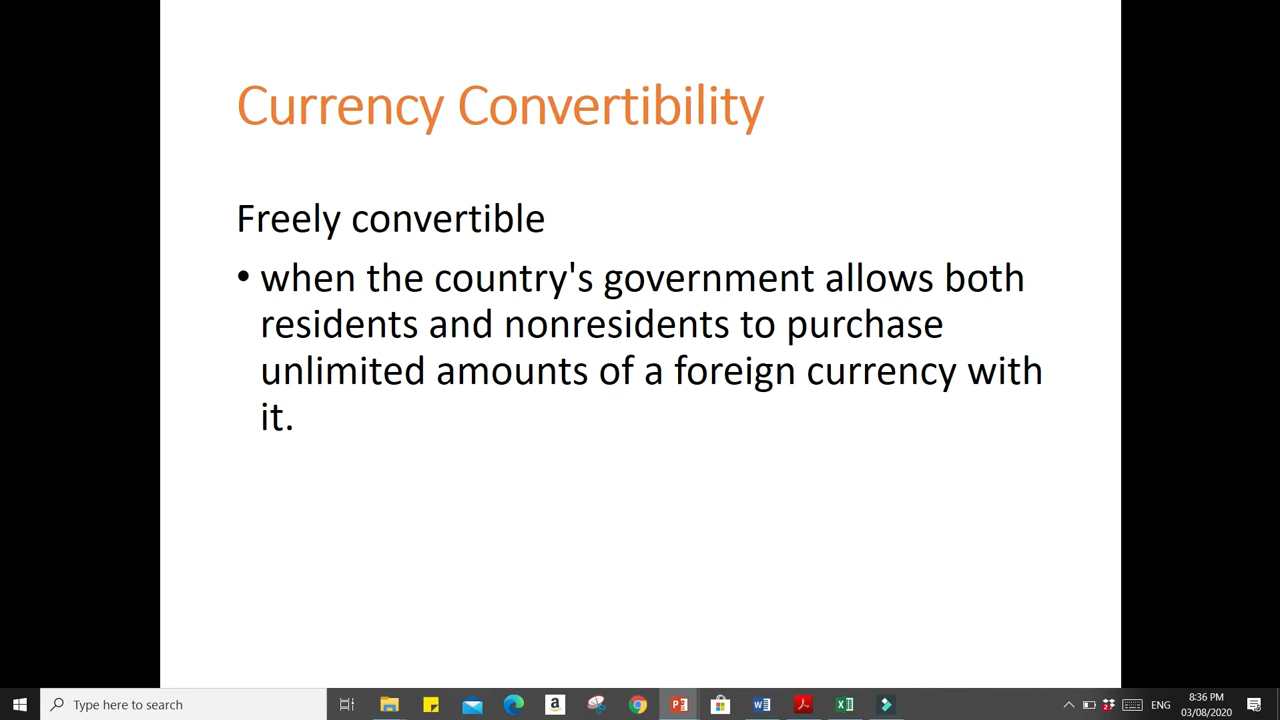 Currency Convertibility
Freely convertible
• when the country's government allows both
residents and nonresidents to purchase
unlimited amounts of a foreign currency with
it.
Type here to search
ENG
8:36 PM
03/08/2020